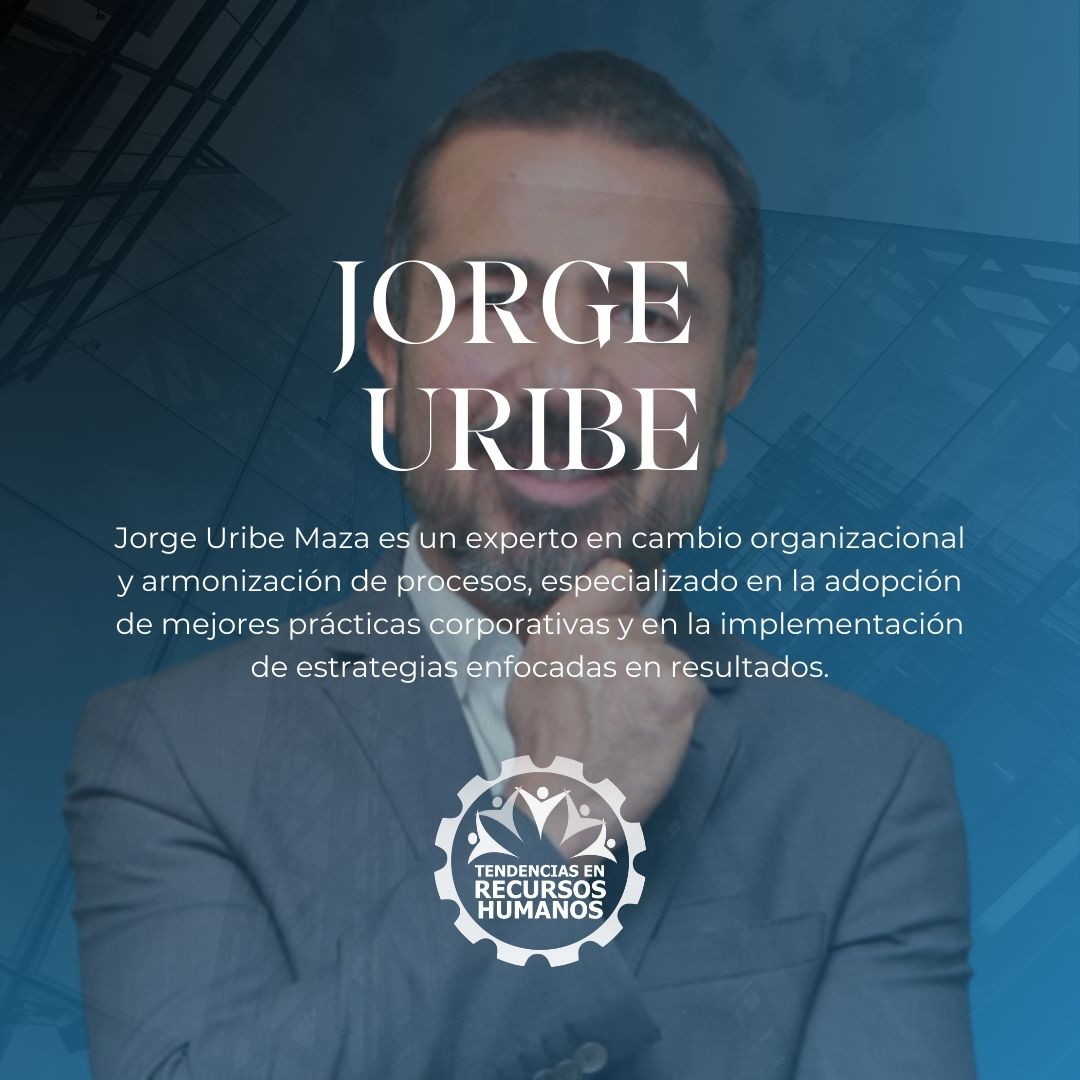 JORGE
URIBE
Jorge Uribe Maza es un experto en cambio organizacional
y armonización de procesos, especializado en la adopción
de mejores prácticas corporativas y en la implementación
de estrategias enfocadas en resultados.
TENDENCIAS EN
RECURSOS
HUMANOS